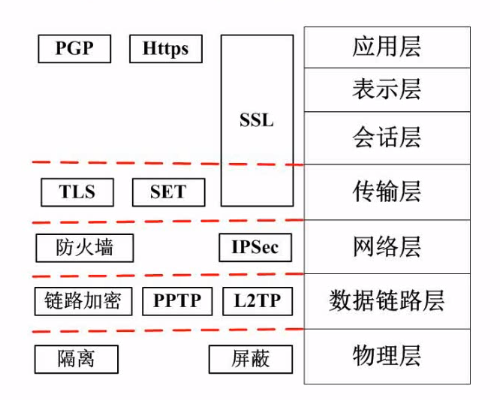 PGP Https 应用层
表示层
SSL
会话层
TLS SET 传输层
防火墙 IPSec 网络层
链路加密 PPTP L2TP 数据链路层
隔离 屏蔽 物理层